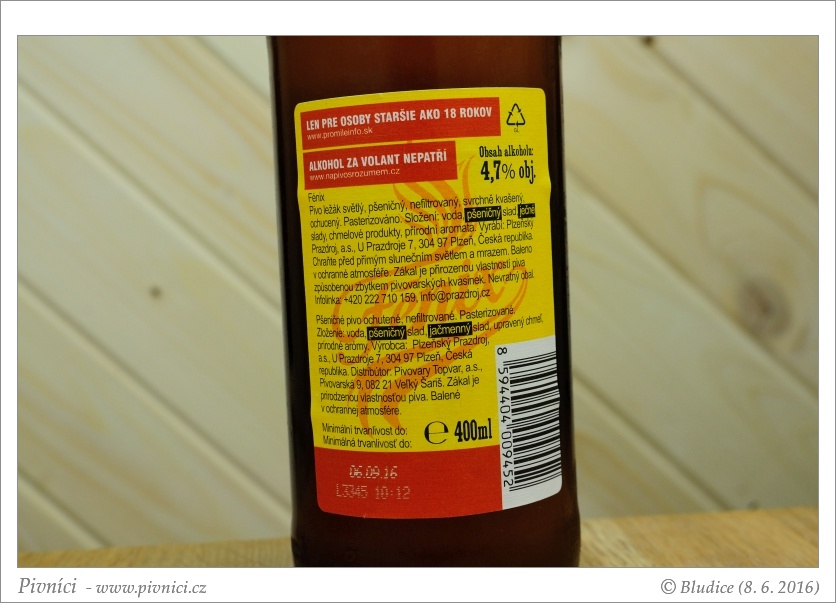 LEN PRE OSOBY STARŠIE AKO 18 ROKOV
www.promileinfo.sk
ALKOHOL ZA VOLANT NEPATŘÍ
www.napivosrozumem.cz
Obsah alkoholu:
4,7% obj.
Fénix
Pivo ležák světlý, pšeničný, nefiltrovaný, svrchně kvašený,
ochucený. Pasterizováno. Složení: voda, pšeničný slad, ječné
slady, chmelové produkty, přírodní aromata. Vyrábí: Plzeňský
Prazdroj, a.s., U Prazdroje 7, 304 97 Plzeň, Česká republika.
Chraňte před přímým slunečním světlem a mrazem. Baleno
v ochranné atmosféře. Zákal je přirozenou vlastností piva
způsobenou zbytkem pivovarských kvasinek. Nevratný obal.
Infolinka: +420 222 710 159, info@prazdroj.cz
Pšeničné pivo ochutené, nefiltrované. Pasterizované.
Zloženie: voda, pšeničný slad, jačmenný slad, upravený chmeľ,
prírodné arómy. Výrobca: Plzeňský Prazdroj,
a.s., U Prazdroje 7, 304 97 Plzeň, Česká
republika. Distribútor: Pivovary Topvar, a.s.,
Pivovarská 9, 082 21 Veľký Šariš. Zákal je
prirodzenou vlastnosťou piva. Balené
v ochrannej atmosfére.
Minimální trvanlivost do:
Minimálna trvanlivosť do:
e 400ml
8 594404 009452
06.09.16
L3345 10:12
Pivníci - www.pivnici.cz
© Bludice (8. 6. 2016)